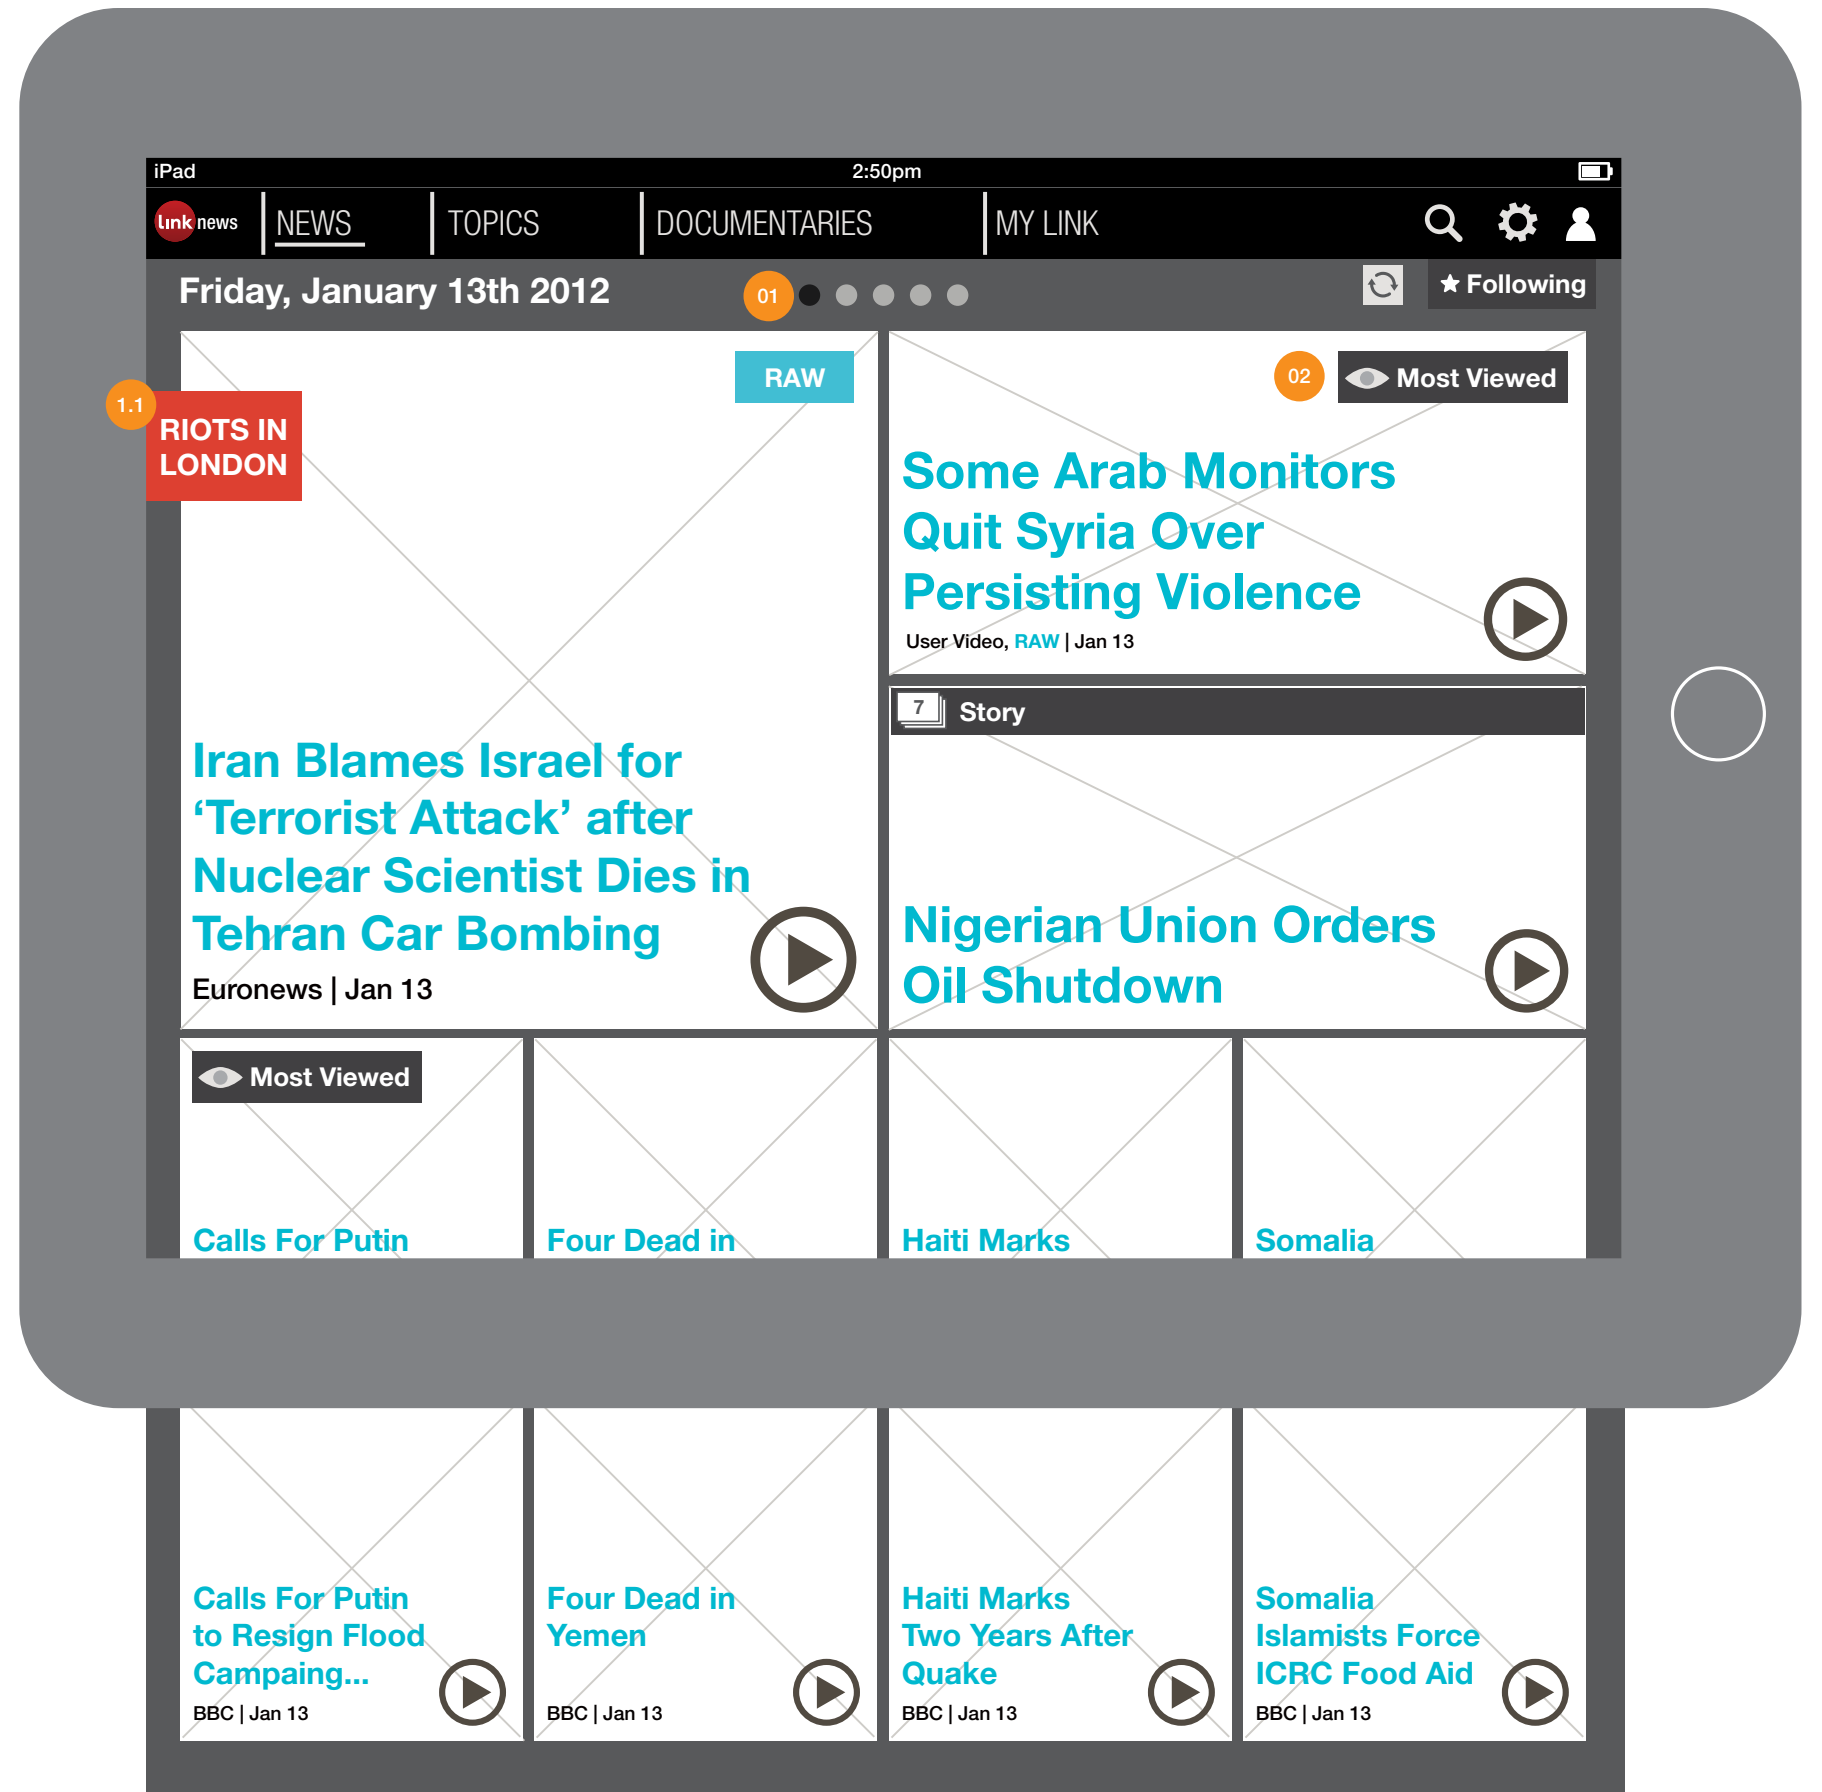 iPad
2:50pm
link news
NEWS
TOPICS
DOCUMENTARIES
MY LINK
Friday, January 13th 2012
01
Following
1.1
RIOTS IN
LONDON
RAW
Iran Blames Israel for
‘Terrorist Attack’ after
Nuclear Scientist Dies in
Tehran Car Bombing
Euronews | Jan 13
02
Most Viewed
Some Arab Monitors
Quit Syria Over
Persisting Violence
User Video, RAW | Jan 13
7
Story
Nigerian Union Orders
Oil Shutdown
Most Viewed
Calls For Putin
Four Dead in
Haiti Marks
Somalia
Calls For Putin
to Resign Flood
Campaing...
BBC | Jan 13
Four Dead in
Yemen
BBC | Jan 13
Haiti Marks
Two Years After
Quake
BBC | Jan 13
Somalia
Islamists Force
ICRC Food Aid
BBC | Jan 13